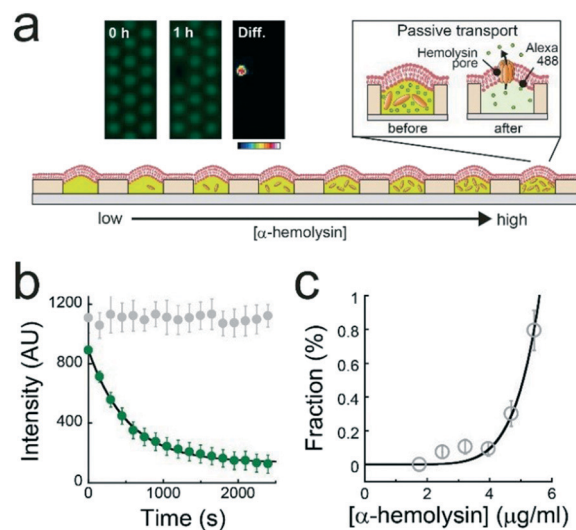 a
0 h
1 h
Diff.
Passive transport
Hemolysin
pore
Alexa
488
before
after
low
high
[α-hemolysin]
b
Intensity (AU)
1200
800
400
0
0
1000
2000
Time (s)
c
Fraction (%)
1
0.8
0.6
0.4
0.2
0
0
2
4
6
[α-hemolysin] (μg/ml)